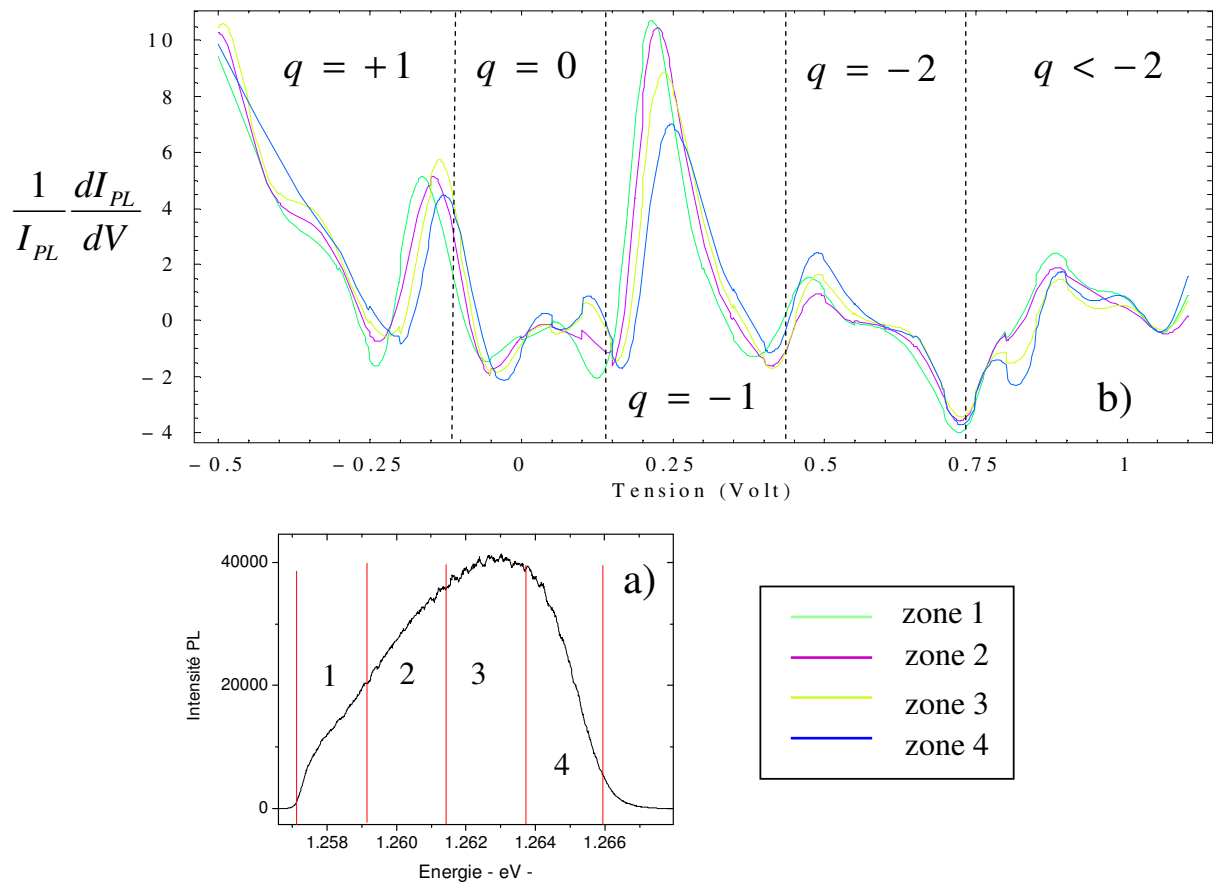 10
8
6
4
2
0
− 2
− 4
1 dI_PL
I_PL dV
q = +1
q = 0
q = −1
q = −2
q < −2
b)
− 0.5
− 0.25
0
0.25
0.5
0.75
1
Tension (Volt)
40000
20000
0
Intensité PL
a)
1
2
3
4
1.258
1.260
1.262
1.264
1.266
Energie - eV -
zone 1
zone 2
zone 3
zone 4